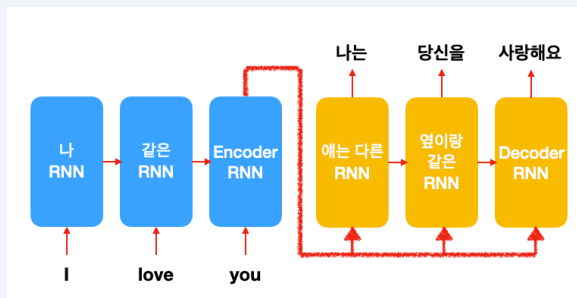 나는 당신을 사랑해요
나
RNN
같은
RNN
Encoder
RNN
얘는 다른
RNN
옆이랑
같은
RNN
Decoder
RNN
I love you